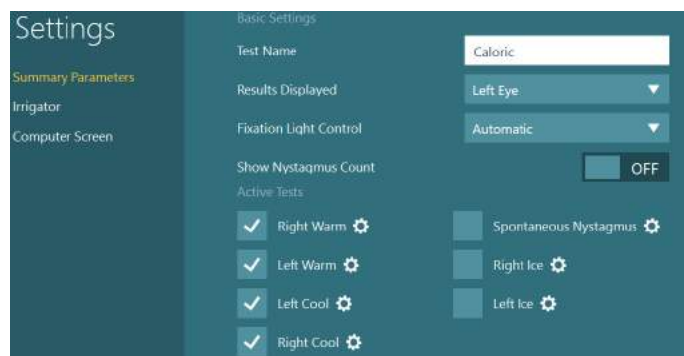 Settings
Summary Parameters
Irrigator
Computer Screen
Basic Settings
Test Name
Caloric
Results Displayed
Left Eye
Fixation Light Control
Automatic
Show Nystagmus Count
OFF
Active Tests
Right Warm
Spontaneous Nystagmus
Left Warm
Right Ice
Left Cool
Left Ice
Right Cool